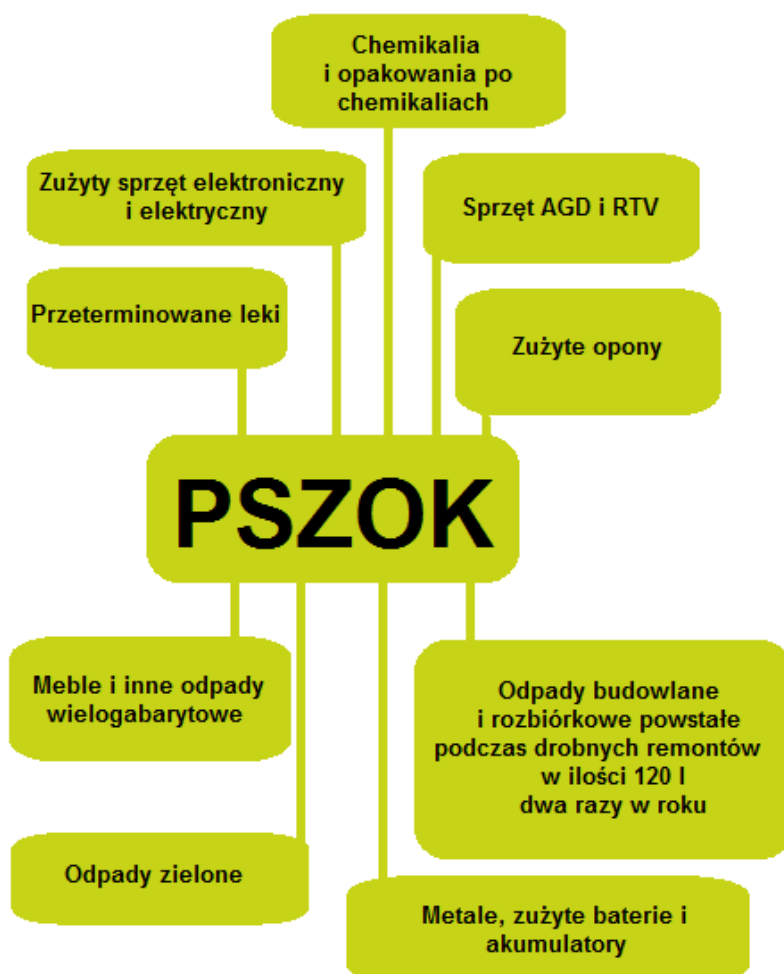 Chemikalia
i opakowania po
chemikaliach
Zużyty sprzęt elektroniczny
i elektryczny
Sprzęt AGD i RTV
Przeterminowane leki
Zużyte opony
PSZOK
Meble i inne odpady
wielogabarytowe
Odpady budowlane
i rozbiórkowe powstałe
podczas drobnych remontów
w ilości 120 l
dwa razy w roku
Odpady zielone
Metale, zużyte baterie i
akumulatory